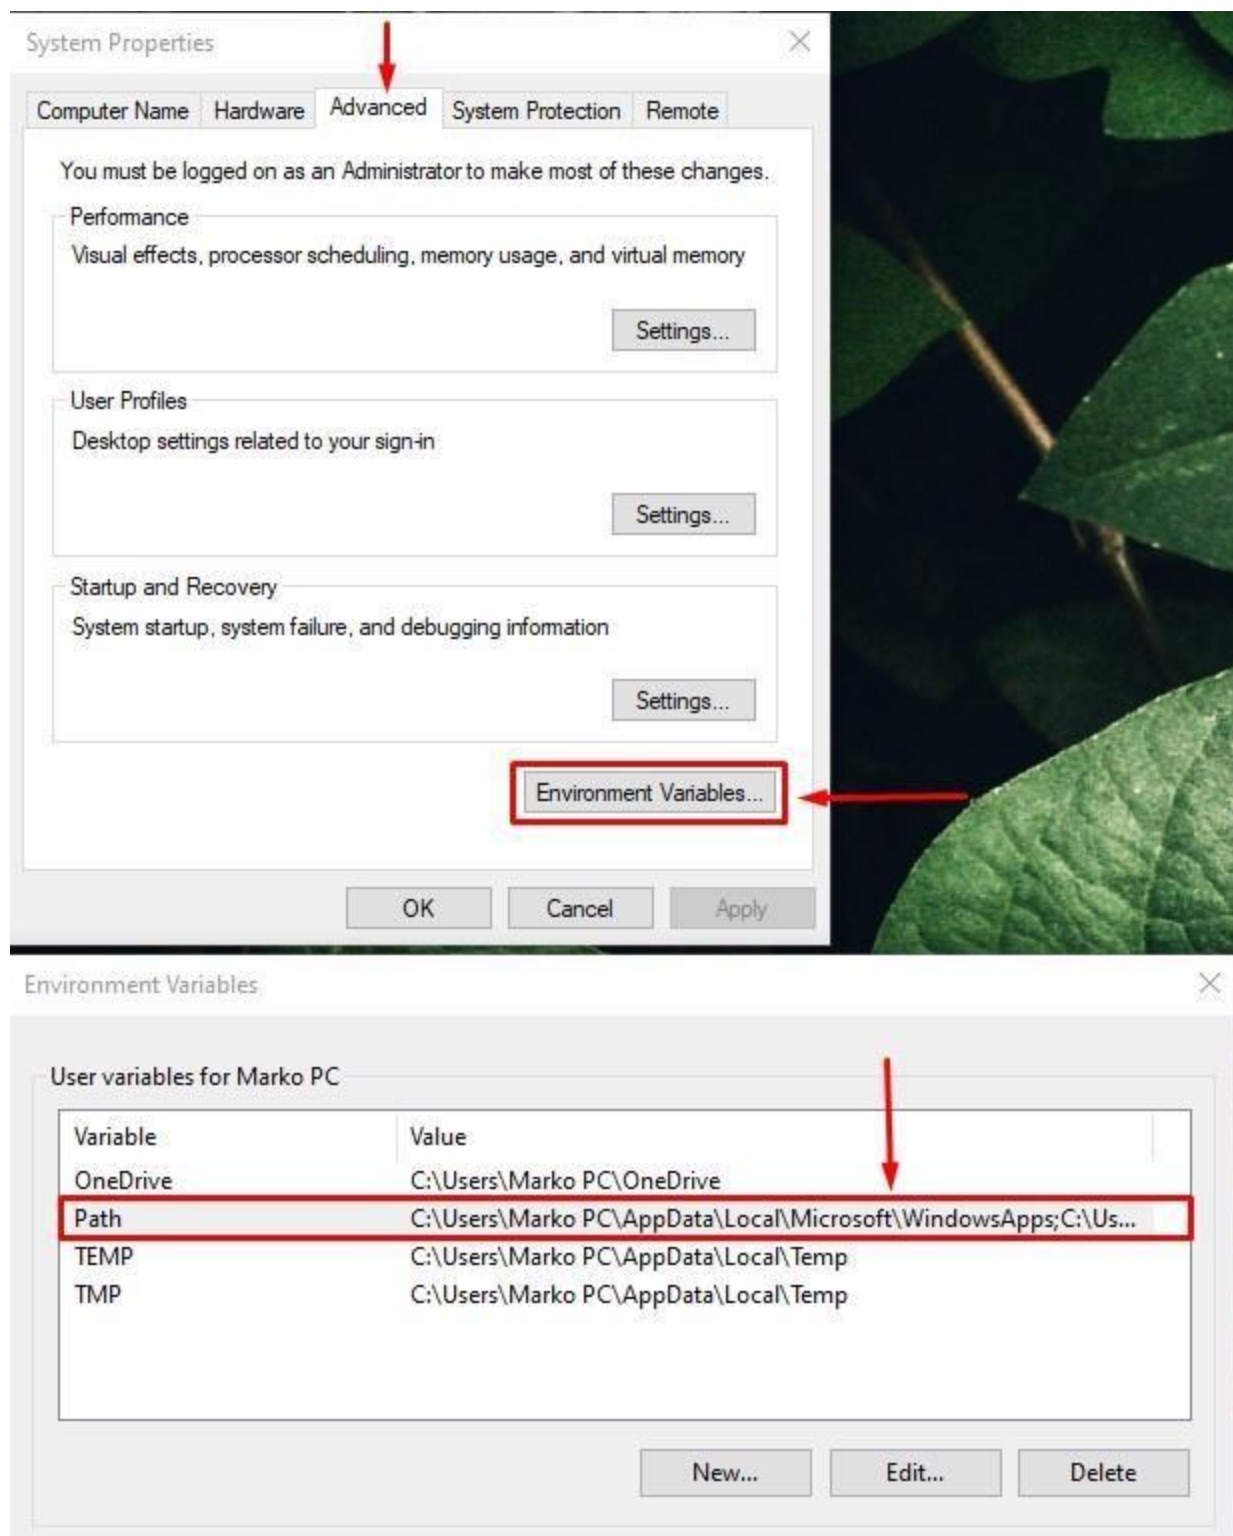 System Properties
Computer Name Hardware Advanced System Protection Remote
You must be logged on as an Administrator to make most of these changes.
Performance
Visual effects, processor scheduling, memory usage, and virtual memory
Settings...
User Profiles
Desktop settings related to your sign-in
Settings...
Startup and Recovery
System startup, system failure, and debugging information
Settings...
Environment Variables...
OK Cancel Apply
Environment Variables
User variables for Marko PC
Variable Value
OneDrive C:\Users\Marko PC\OneDrive
Path C:\Users\Marko PC\AppData\Local\Microsoft\WindowsApps;C:\Us...
TEMP C:\Users\Marko PC\AppData\Local\Temp
TMP C:\Users\Marko PC\AppData\Local\Temp
New... Edit... Delete